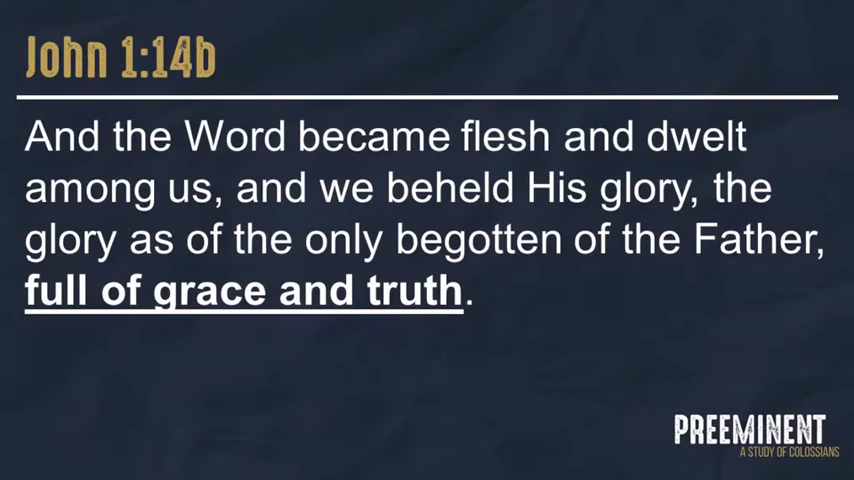 John 1:14b
And the Word became flesh and dwelt
among us, and we beheld His glory, the
glory as of the only begotten of the Father,
full of grace and truth.
PREEMINENT
A STUDY OF COLOSSIANS